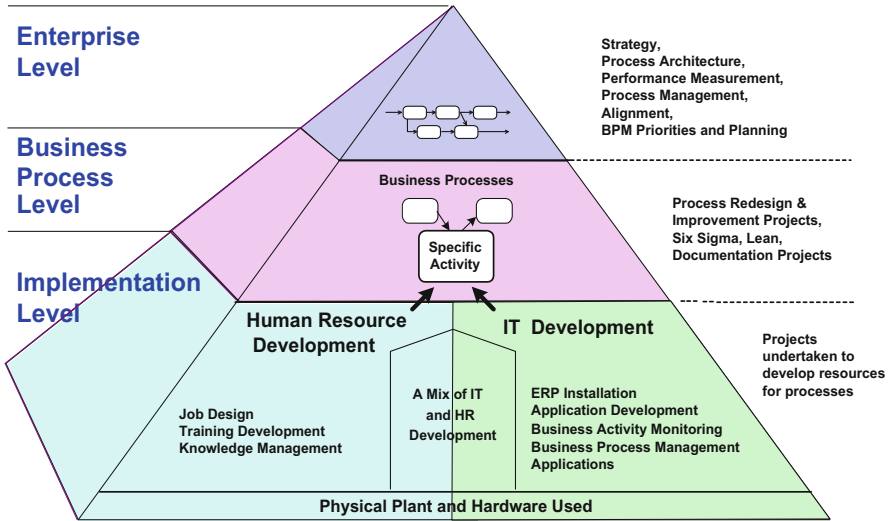 Enterprise
Level
Strategy,
Process Architecture,
Performance Measurement,
Process Management,
Alignment,
BPM Priorities and Planning
Business
Process
Level
Business Processes
Specific
Activity
Process Redesign &
Improvement Projects,
Six Sigma, Lean,
Documentation Projects
Implementation
Level
Human Resource
Development
IT Development
Projects
undertaken to
develop resources
for processes
Job Design
Training Development
Knowledge Management
A Mix of IT
and HR
Development
ERP Installation
Application Development
Business Activity Monitoring
Business Process Management
Applications
Physical Plant and Hardware Used